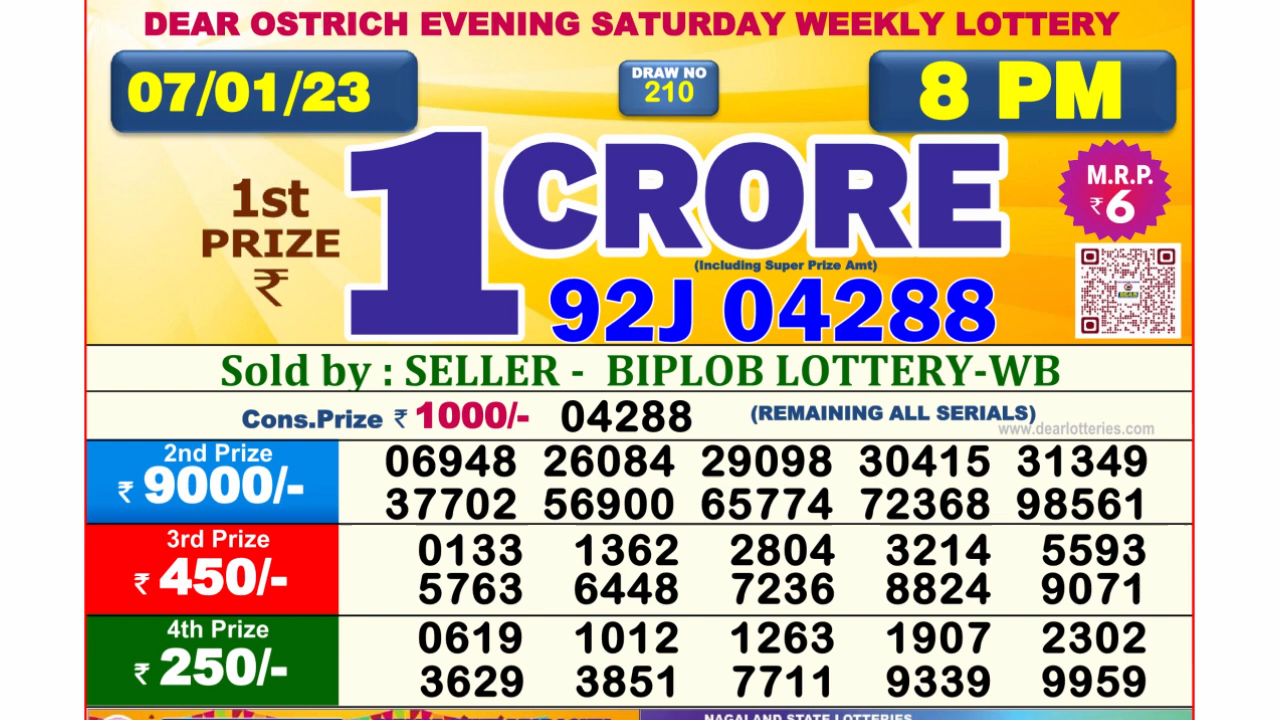 DEAR OSTRICH EVENING SATURDAY WEEKLY LOTTERY
07/01/23
DRAW NO
210
8 PM
1st
PRIZE
₹
1 CRORE
(Including Super Prize Amt)
92J 04288
M.R.P.
₹6
Sold by : SELLER - BIPLOB LOTTERY-WB
Cons.Prize ₹ 1000/- 04288 (REMAINING ALL SERIALS)
www.dearlotteries.com
2nd Prize
₹ 9000/-
06948 26084 29098 30415 31349
37702 56900 65774 72368 98561
3rd Prize
₹ 450/-
0133 1362 2804 3214 5593
5763 6448 7236 8824 9071
4th Prize
₹ 250/-
0619 1012 1263 1907 2302
3629 3851 7711 9339 9959
NAGALAND STATE LOTTERIES